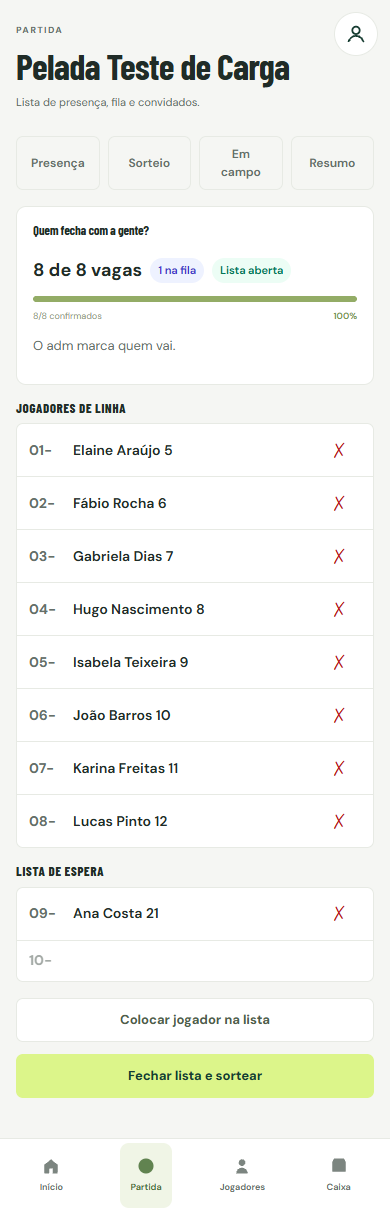 PARTIDA
Pelada Teste de Carga
Lista de presença, fila e convidados.
Presença
Sorteio
Em
campo
Resumo
Quem fecha com a gente?
8 de 8 vagas 1 na fila Lista aberta
8/8 confirmados 100%
O adm marca quem vai.
JOGADORES DE LINHA
01- Elaine Araújo 5 X
02- Fábio Rocha 6 X
03- Gabriela Dias 7 X
04- Hugo Nascimento 8 X
05- Isabela Teixeira 9 X
06- João Barros 10 X
07- Karina Freitas 11 X
08- Lucas Pinto 12 X
LISTA DE ESPERA
09- Ana Costa 21 X
10-
Colocar jogador na lista
Fechar lista e sortear
Início
Partida
Jogadores
Caixa